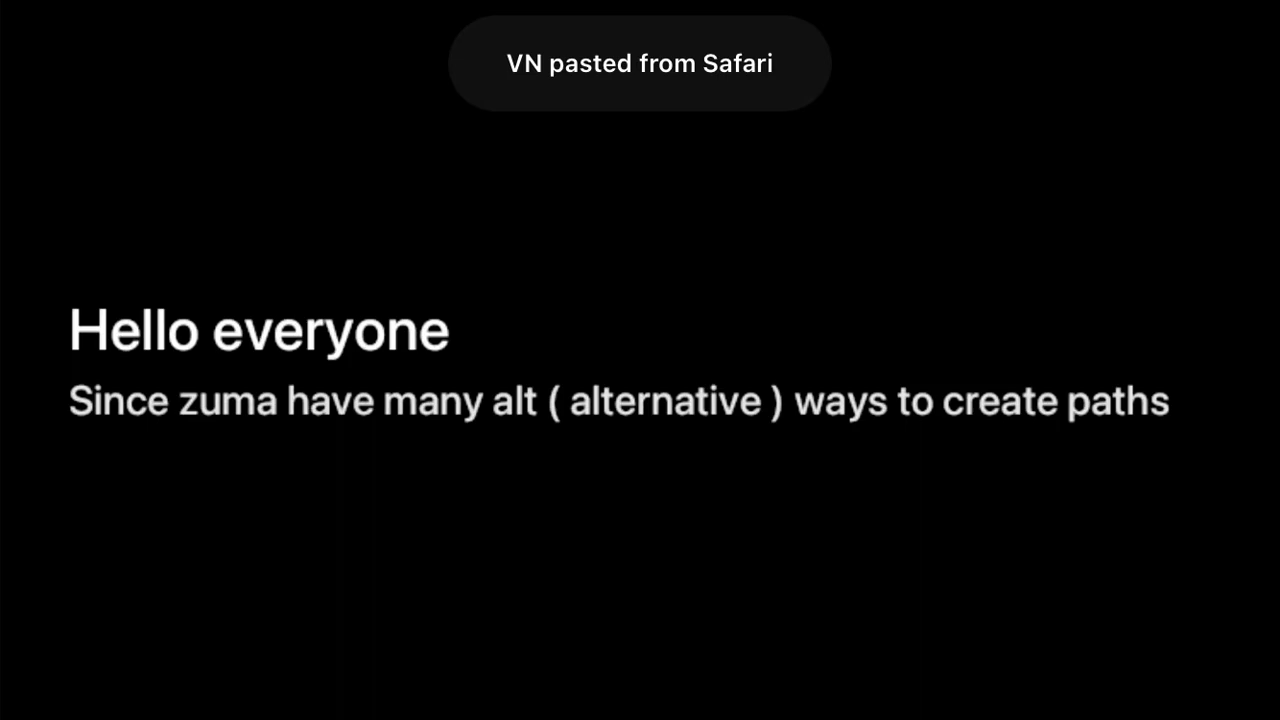 VN pasted from Safari
Hello everyone
Since zuma have many alt ( alternative ) ways to create paths